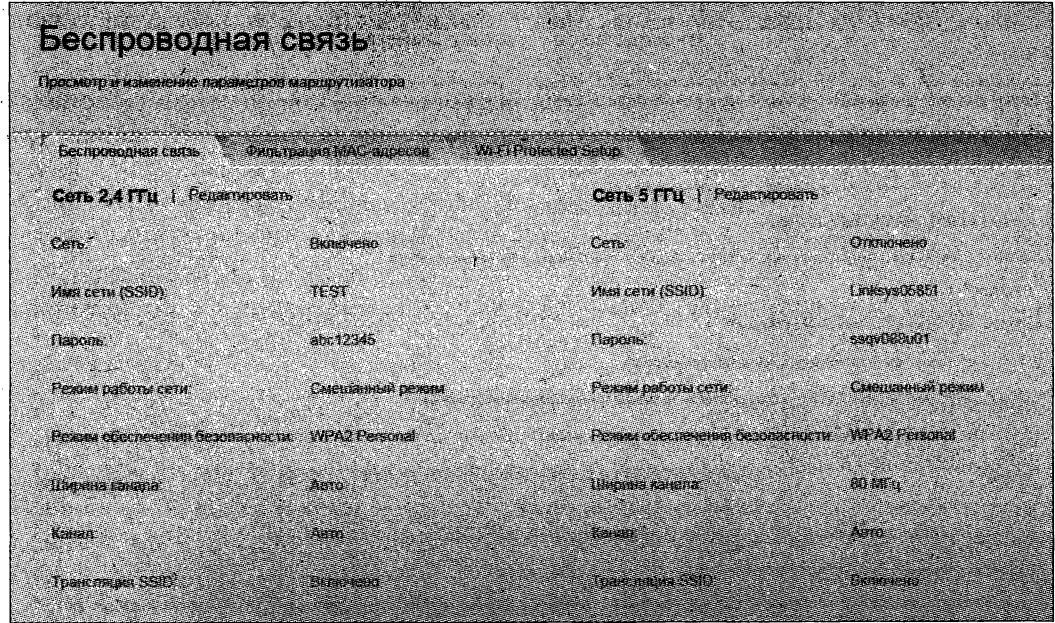 Беспроводная связь
Просмотр и изменение параметров маршрутизатора
Беспроводная связь Фильтрация MAC-адресов Wi-Fi Protected Setup
Сеть 2,4 ГГц | Редактировать Сеть 5 ГГц | Редактировать
Сеть: Включено Сеть: Отключено
Имя сети (SSID): TEST Имя сети (SSID):
Пароль: abc12345 Пароль: ssqv088u01
Режим работы сети: Смешанный режим Режим работы сети: Смешанный режим
Режим обеспечения безопасности: WPA2 Personal Режим обеспечения безопасности: WPA2 Personal
Ширина канала: Авто Ширина канала: 80 МГц
Канал: Авто Канал: Авто
Трансляция SSID: Включено Трансляция SSID: Включено